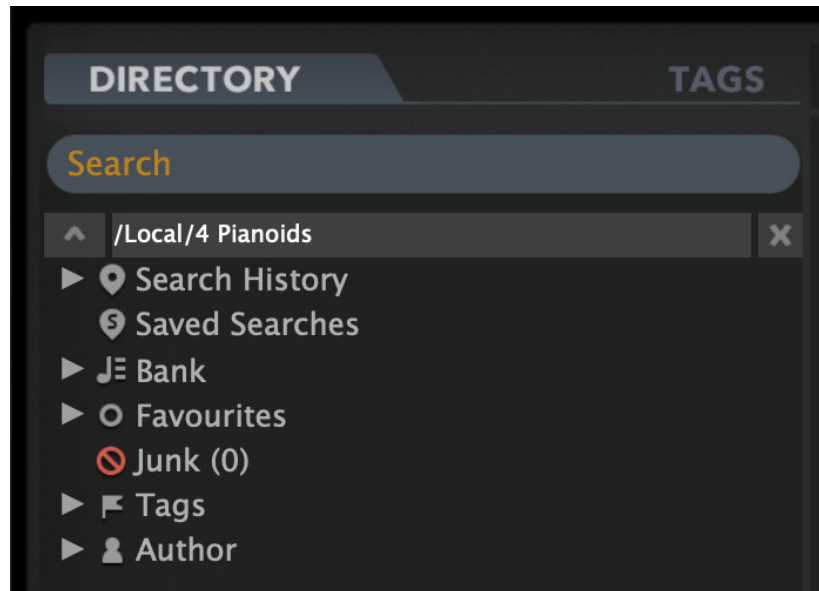 DIRECTORY TAGS
Search
/Local/4 Pianoids
Search History
Saved Searches
Bank
Favourites
Junk (0)
Tags
Author